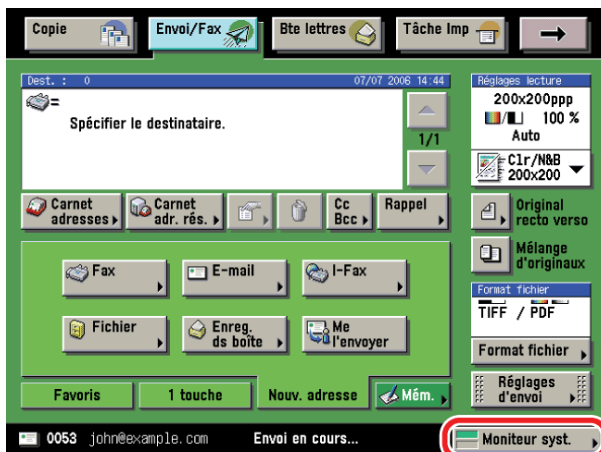 Copie
Envoi/Fax
Bte lettres
Tâche Imp
Dest. : 0
07/07 2006 14:44
Spécifier le destinataire.
1/1
Carnet
adresses
Carnet
adr. rés.
Cc
Bcc
Rappel
Fax
E-mail
I-Fax
Fichier
Enreg.
ds boîte
Me
l'envoyer
Favoris
1 touche
Nouv. adresse
Mém.
Réglages lecture
200x200ppp
100 %
Auto
Clr/N&B
200x200
Original
recto verso
Mélange
d'originaux
Format fichier
TIFF / PDF
Format fichier
Réglages
d'envoi
0053 john@example.com Envoi en cours...
Moniteur syst.